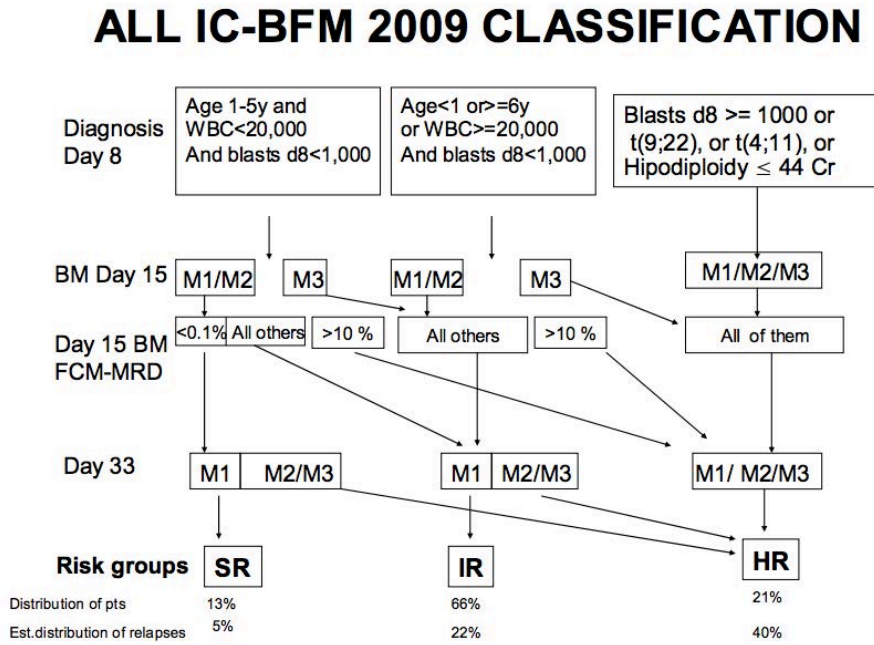 ALL IC-BFM 2009 CLASSIFICATION
Diagnosis
Day 8
Age 1-5y and
WBC<20,000
And blasts d8<1,000
Age<1 or>=6y
or WBC>=20,000
And blasts d8<1,000
Blasts d8 >= 1000 or
t(9;22), or t(4;11), or
Hipodiploidy ≤ 44 Cr
BM Day 15
M1/M2
M3
M1/M2
M3
M1/M2/M3
Day 15 BM
FCM-MRD
<0.1%
All others
>10 %
All others
>10 %
All of them
Day 33
M1
M2/M3
M1
M2/M3
M1/ M2/M3
Risk groups
SR
IR
HR
Distribution of pts
13%
66%
21%
Est.distribution of relapses
5%
22%
40%